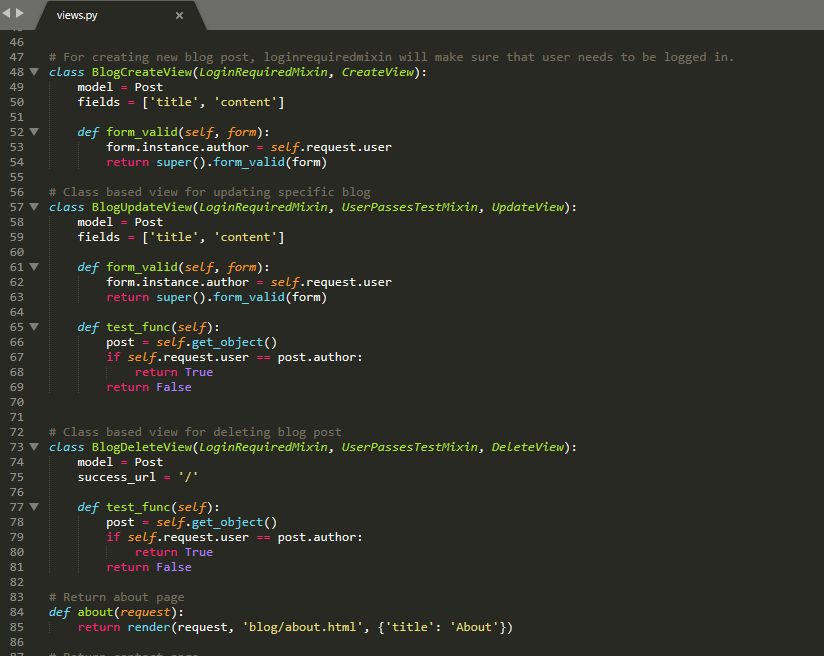 views.py ×
46
47 # For creating new blog post, loginrequiredmixin will make sure that user needs to be logged in.
48 class BlogCreateView(LoginRequiredMixin, CreateView):
49     model = Post
50     fields = ['title', 'content']
51
52     def form_valid(self, form):
53         form.instance.author = self.request.user
54         return super().form_valid(form)
55
56 # Class based view for updating specific blog
57 class BlogUpdateView(LoginRequiredMixin, UserPassesTestMixin, UpdateView):
58     model = Post
59     fields = ['title', 'content']
60
61     def form_valid(self, form):
62         form.instance.author = self.request.user
63         return super().form_valid(form)
64
65     def test_func(self):
66         post = self.get_object()
67         if self.request.user == post.author:
68             return True
69         return False
70
71
72 # Class based view for deleting blog post
73 class BlogDeleteView(LoginRequiredMixin, UserPassesTestMixin, DeleteView):
74     model = Post
75     success_url = '/'
76
77     def test_func(self):
78         post = self.get_object()
79         if self.request.user == post.author:
80             return True
81         return False
82
83 # Return about page
84 def about(request):
85     return render(request, 'blog/about.html', {'title': 'About'})
86